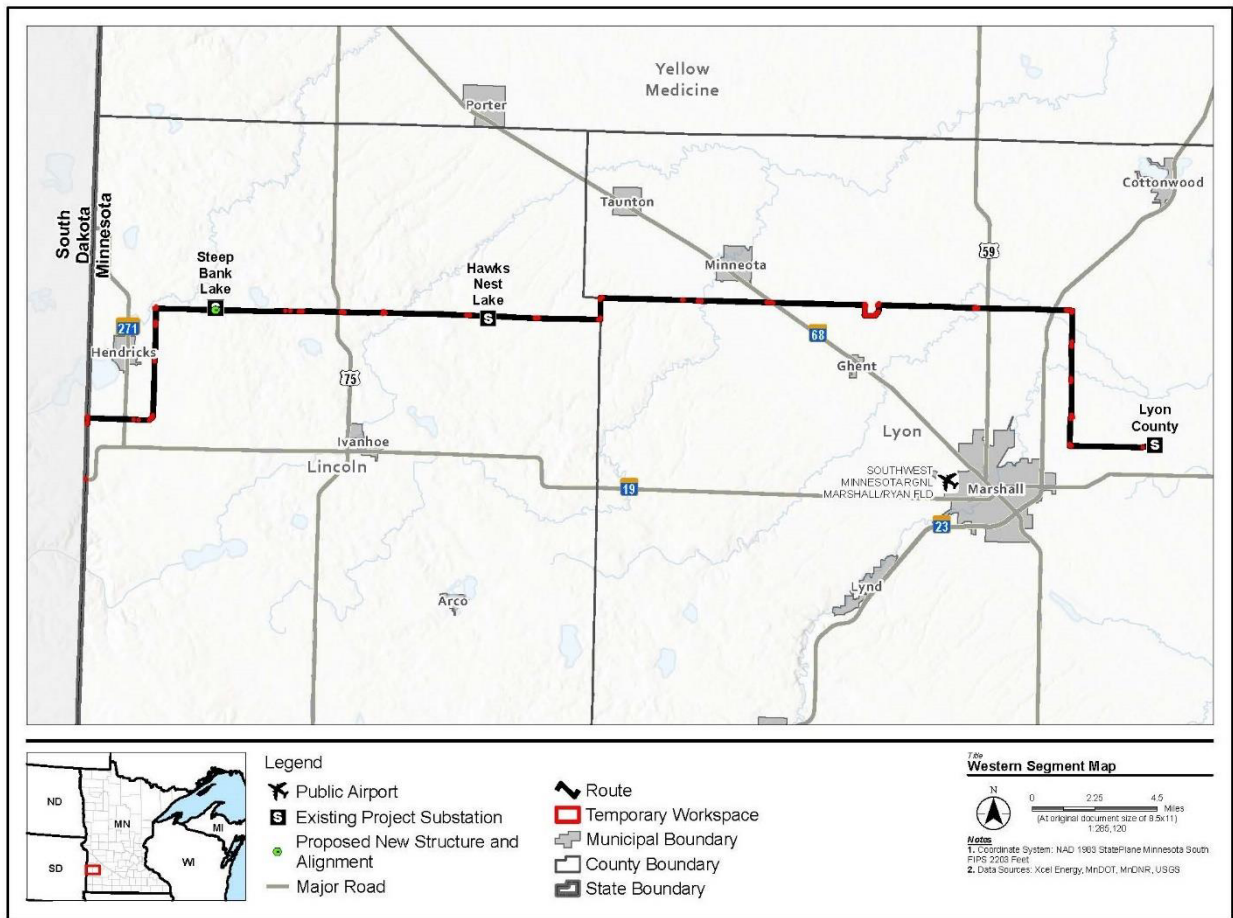 Yellow
Medicine
Porter
Cottonwood
Taunton
South
Dakota
Minnesota
59
Minneota
Steep
Bank
Lake
Hawks
Nest
Lake
S
S
271
Hendricks
68
Ghent
75
Lyon
County
S
Ivanhoe
Lincoln
Lyon
SOUTHWEST
MINNESOTA RGNL
MARSHALL/RYAN FLD
Marshall
19
23
Lynd
Arco
ND
MN
SD
WI
MI
Legend
Public Airport
S Existing Project Substation
Proposed New Structure and
Alignment
Major Road
Route
Temporary Workspace
Municipal Boundary
County Boundary
State Boundary
Title
Western Segment Map
N
0 2.25 4.5
Miles
(At original document size of 8.5x11)
1:285,120
Notes
1. Coordinate System: NAD 1983 StatePlane Minnesota South
FIPS 2203 Feet
2. Data Sources: Xcel Energy, MnDOT, MnDNR, USGS